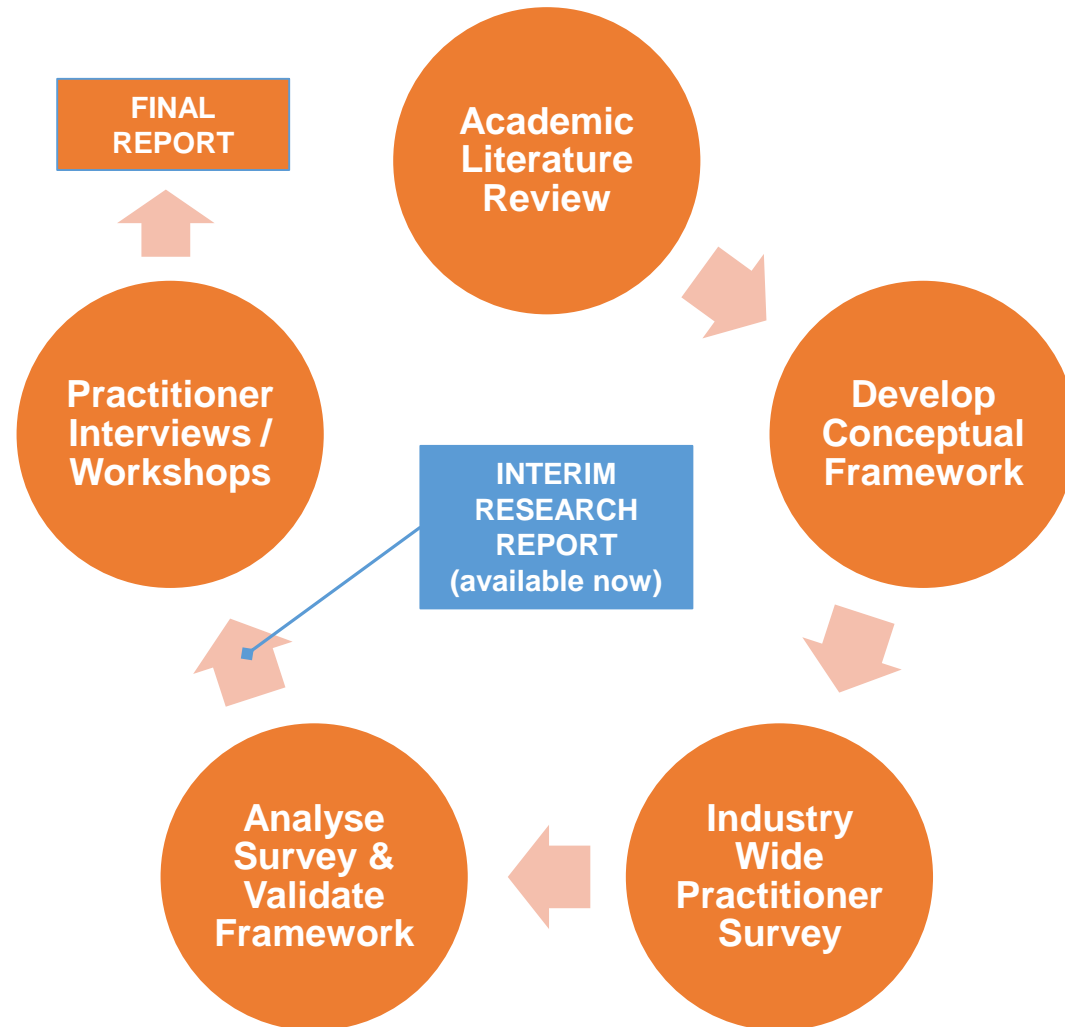 FINAL
REPORT
Academic
Literature
Review
Practitioner
Interviews /
Workshops
Develop
Conceptual
Framework
INTERIM
RESEARCH
REPORT
(available now)
Analyse
Survey &
Validate
Framework
Industry
Wide
Practitioner
Survey